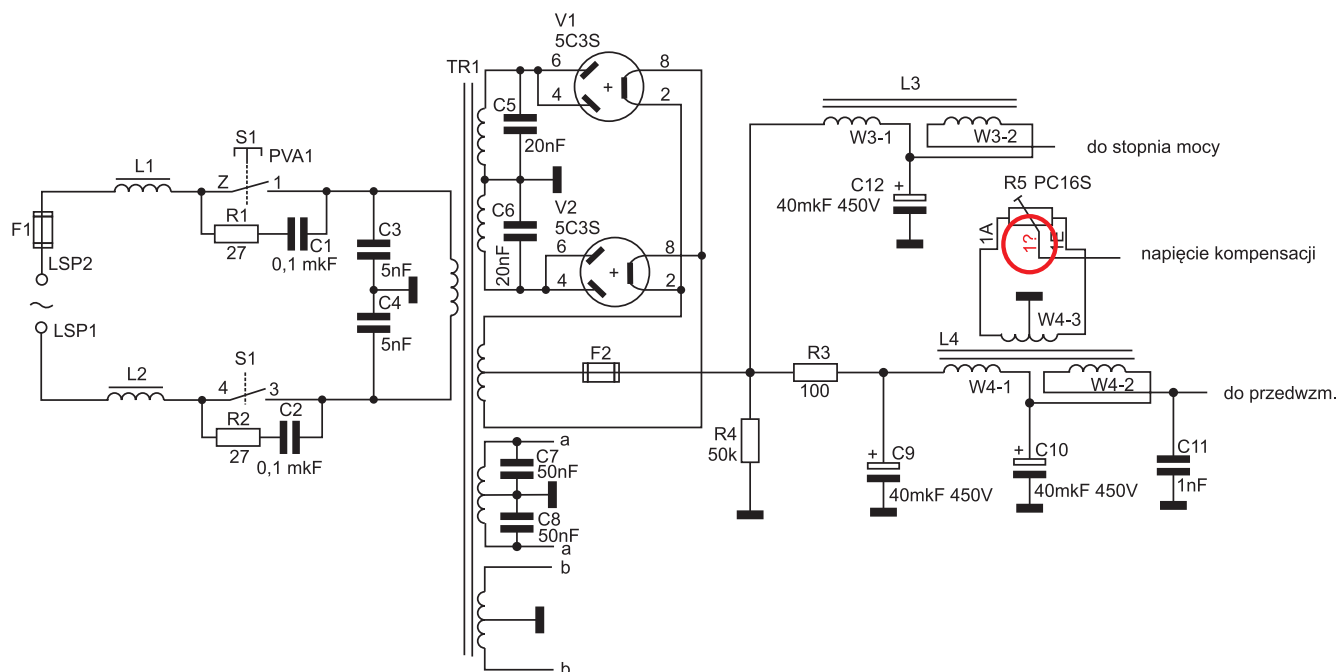 V1
5C3S
6
8
4
2
+
TR1
C5
20nF
C6
20nF
V2
5C3S
6
8
4
2
+
S1
PVA1
L1
Z
1
R1
27
C1
0,1 mkF
F1
LSP2
~
LSP1
C3
5nF
C4
5nF
L2
S1
4
3
R2
27
C2
0,1 mkF
F2
a
C7
50nF
C8
50nF
a
b
b
L3
W3-1
W3-2
do stopnia mocy
C12
+
40mkF 450V
R5 PC16S
1A
1?
napięcie kompensacji
W4-3
L4
R3
100
W4-1
W4-2
do przedwzm.
R4
50k
+
C9
40mkF 450V
+
C10
40mkF 450V
C11
1nF